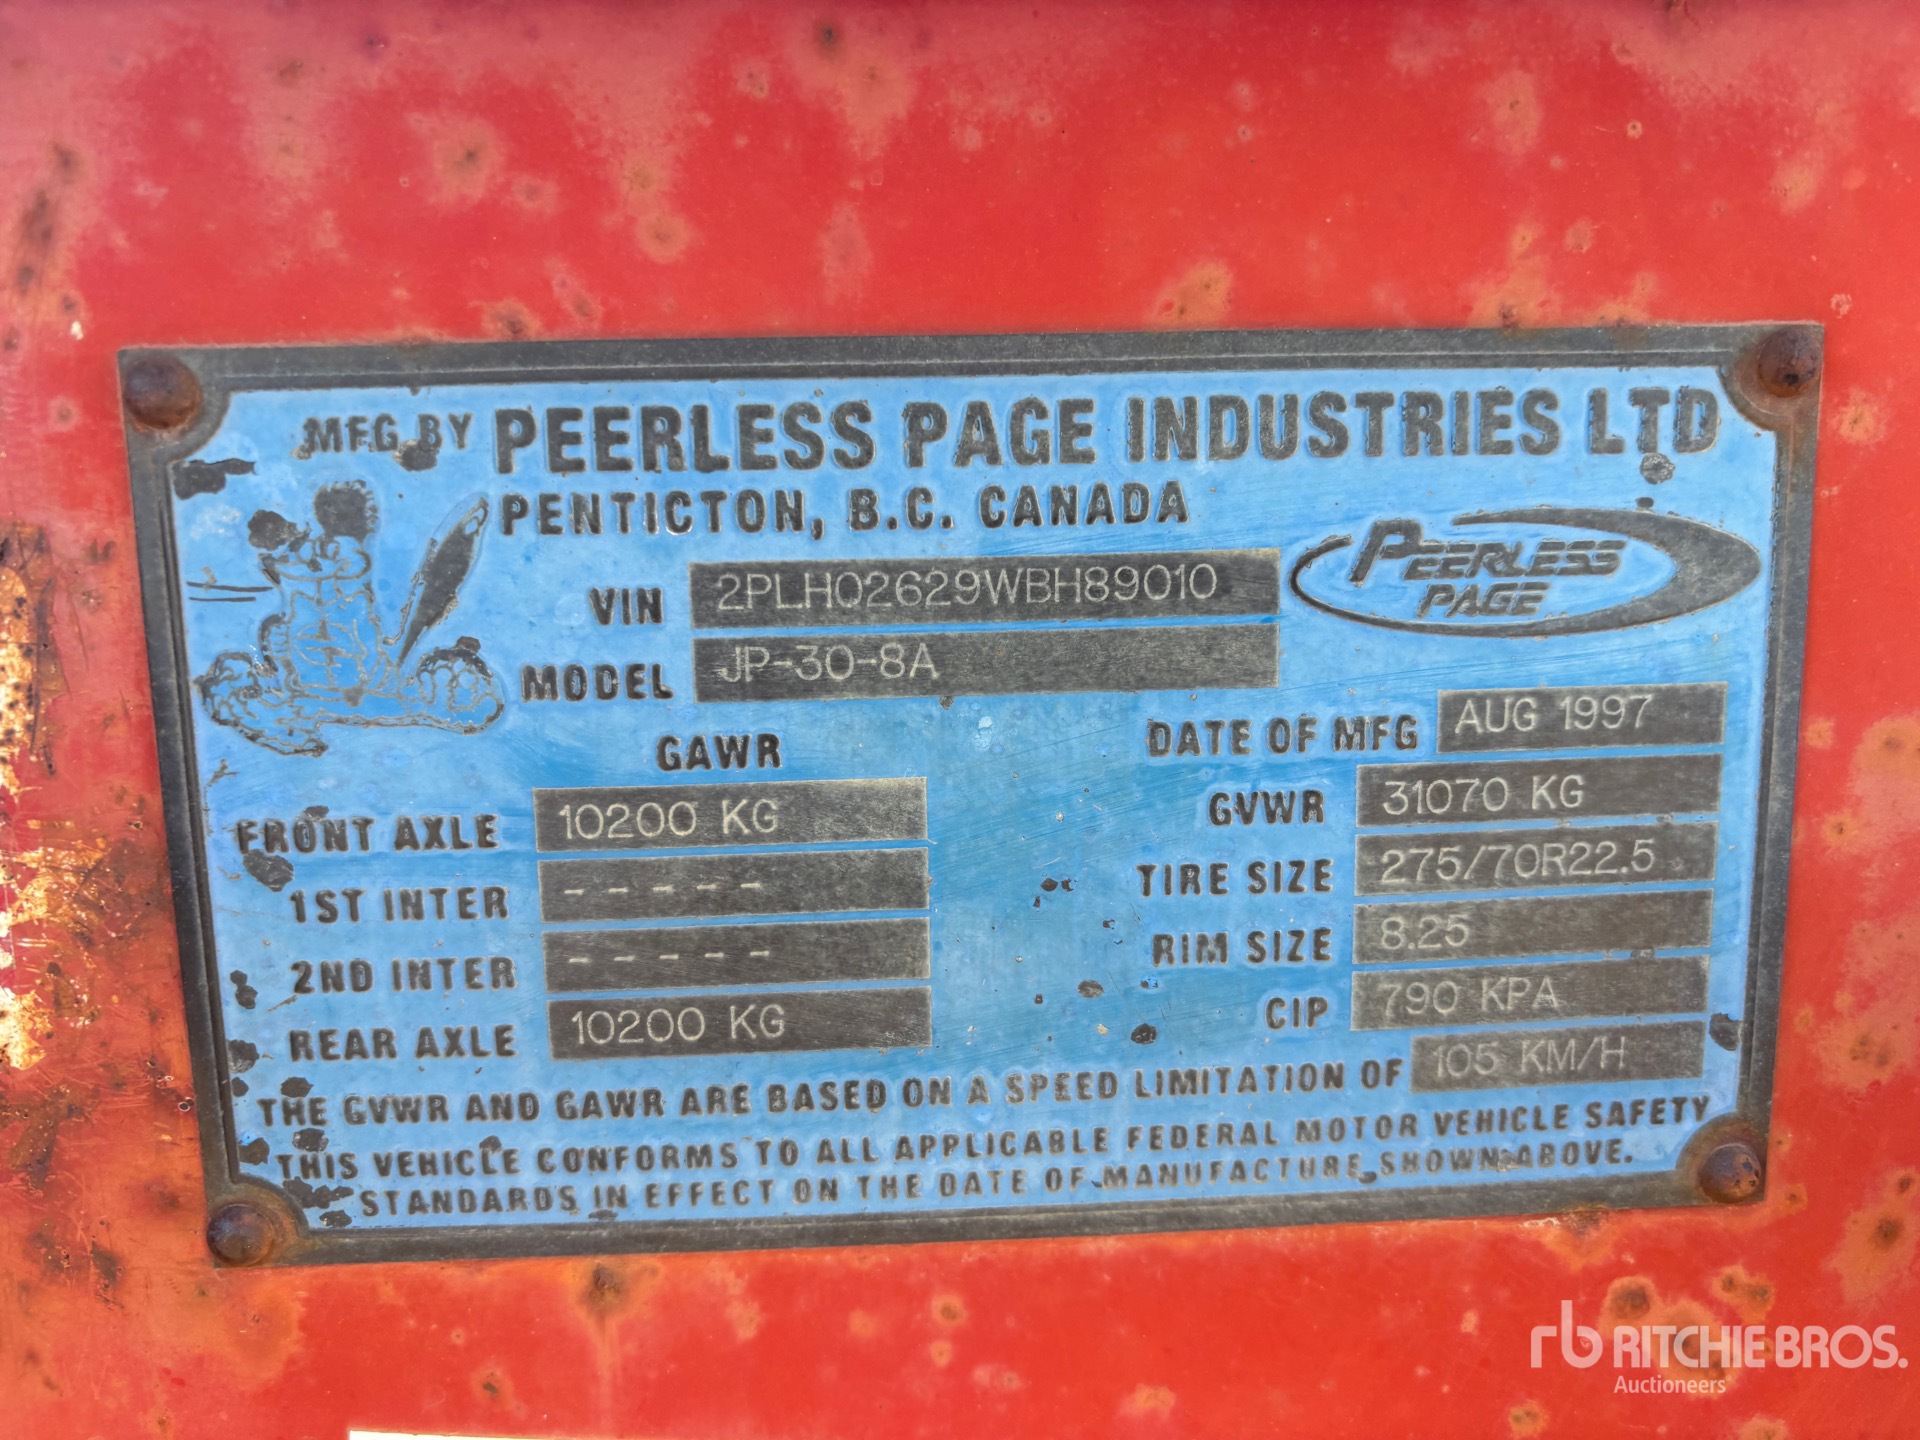 MFG BY PEERLESS PAGE INDUSTRIES LTD
PENTICTON, B.C. CANADA
PEERLESS
PAGE
VIN 2PLH02629WBH89010
MODEL JP-30-8A
DATE OF MFG AUG 1997
GAWR
GVWR 31070 KG
FRONT AXLE 10200 KG
TIRE SIZE 275/70R22.5
1ST INTER - - - - -
RIM SIZE 8.25
2ND INTER - - - - -
CIP 790 KPA
REAR AXLE 10200 KG
THE GVWR AND GAWR ARE BASED ON A SPEED LIMITATION OF 105 KM/H
THIS VEHICLE CONFORMS TO ALL APPLICABLE FEDERAL MOTOR VEHICLE SAFETY
STANDARDS IN EFFECT ON THE DATE OF MANUFACTURE SHOWN ABOVE.
rb RITCHIE BROS.
Auctioneers